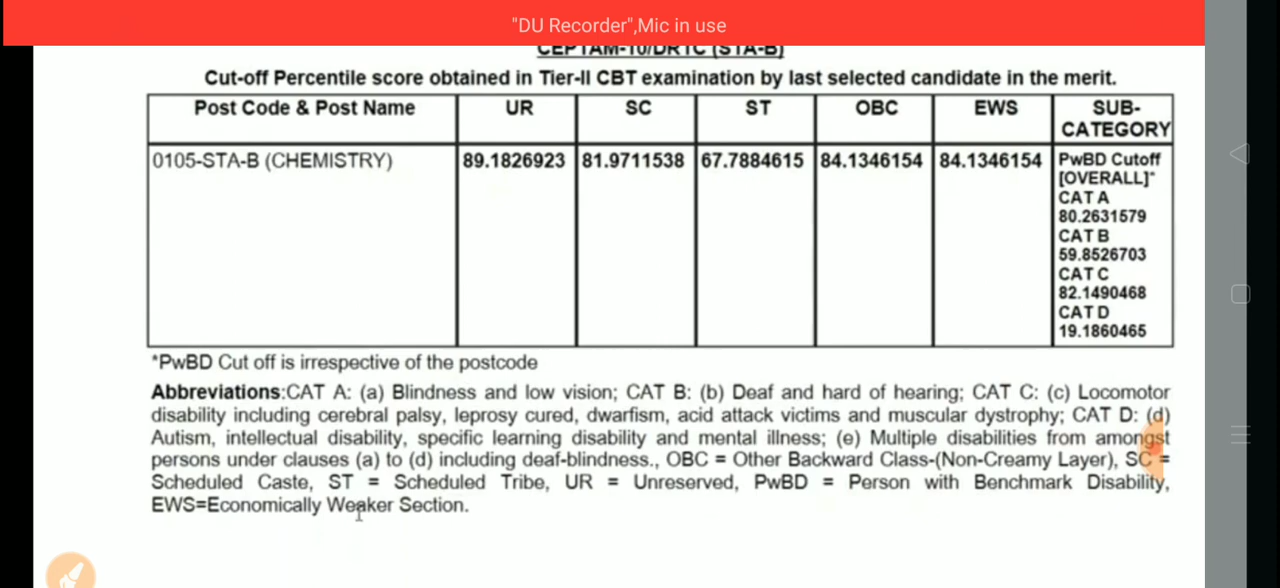 "DU Recorder",Mic in use
CEPTAM-10/DRTC (STA-B)
Cut-off Percentile score obtained in Tier-II CBT examination by last selected candidate in the merit.
Post Code & Post Name UR SC ST OBC EWS SUB-
CATEGORY
0105-STA-B (CHEMISTRY) 89.1826923 81.9711538 67.7884615 84.1346154 84.1346154 PwBD Cutoff
[OVERALL]*
CAT A
80.2631579
CAT B
59.8526703
CAT C
82.1490468
CAT D
19.1860465
*PwBD Cut off is irrespective of the postcode
Abbreviations:CAT A: (a) Blindness and low vision; CAT B: (b) Deaf and hard of hearing; CAT C: (c) Locomotor
disability including cerebral palsy, leprosy cured, dwarfism, acid attack victims and muscular dystrophy; CAT D: (d)
Autism, intellectual disability, specific learning disability and mental illness; (e) Multiple disabilities from amongst
persons under clauses (a) to (d) including deaf-blindness., OBC = Other Backward Class-(Non-Creamy Layer), SC =
Scheduled Caste, ST = Scheduled Tribe, UR = Unreserved, PwBD = Person with Benchmark Disability,
EWS=Economically Weaker Section.